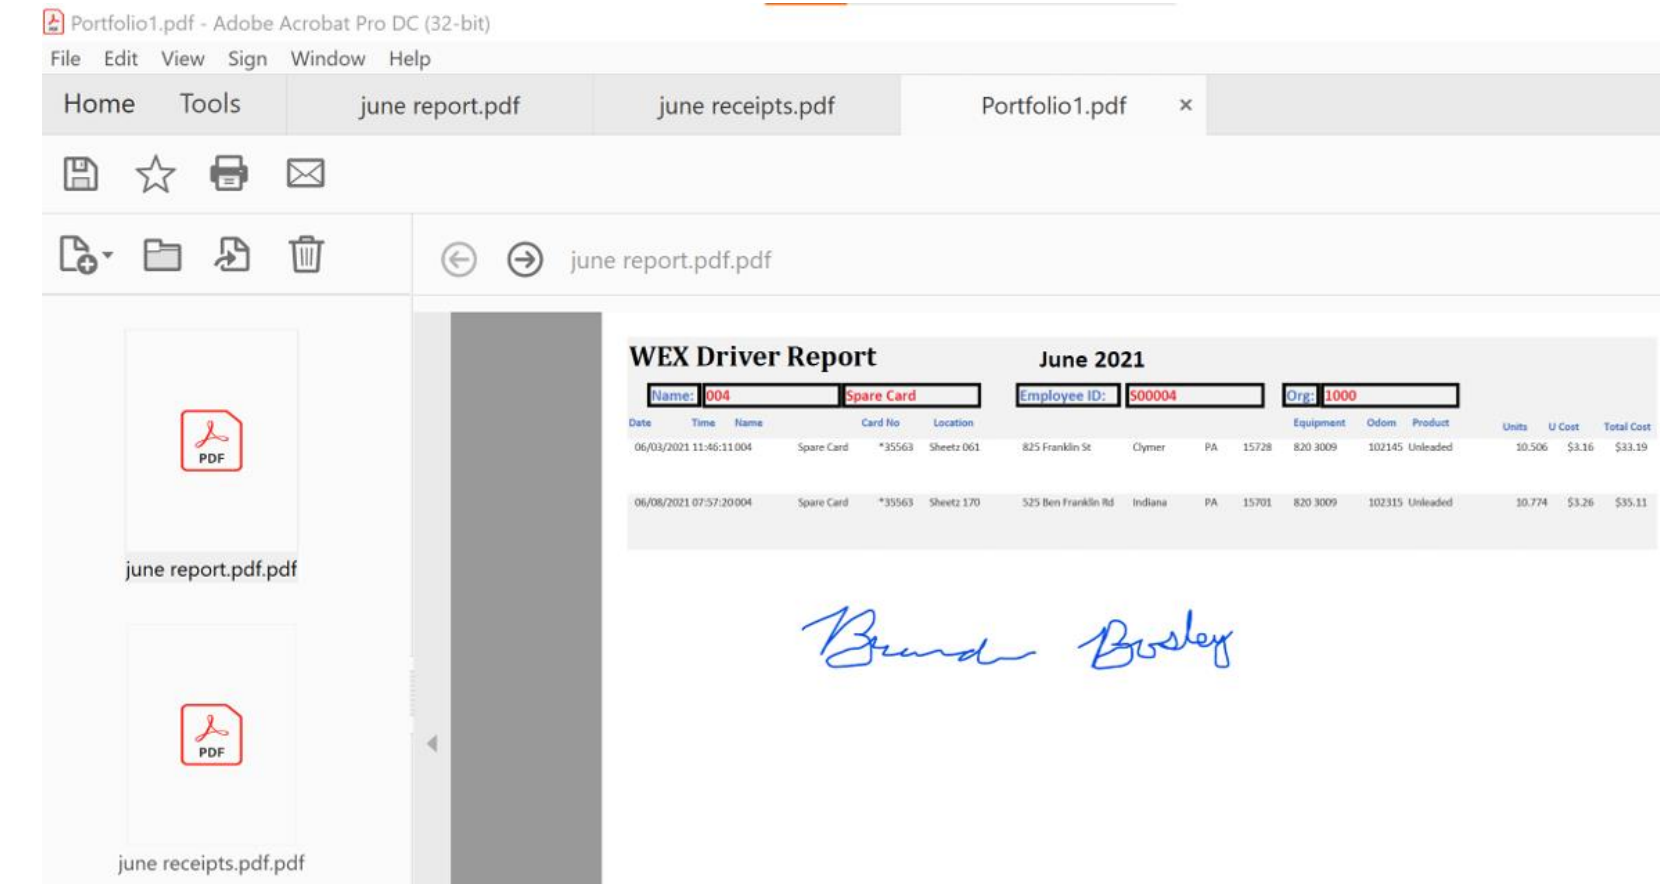 Portfolio1.pdf - Adobe Acrobat Pro DC (32-bit)
File Edit View Sign Window Help
Home Tools june report.pdf june receipts.pdf Portfolio1.pdf ×
june report.pdf.pdf
WEX Driver Report June 2021
Name: 004 Spare Card Employee ID: S00004 Org: 1000
Date Time Name Card No Location Equipment Odom Product Units U Cost Total Cost
06/03/2021 11:46:11 004 Spare Card *35563 Sheetz 061 825 Franklin St Clymer PA 15728 820 3009 102145 Unleaded 10.506 $3.16 $33.19
06/08/2021 07:57:20 004 Spare Card *35563 Sheetz 170 525 Ben Franklin Rd Indiana PA 15701 820 3009 102315 Unleaded 10.774 $3.26 $35.11
Bosley
PDF
june report.pdf.pdf
PDF
june receipts.pdf.pdf